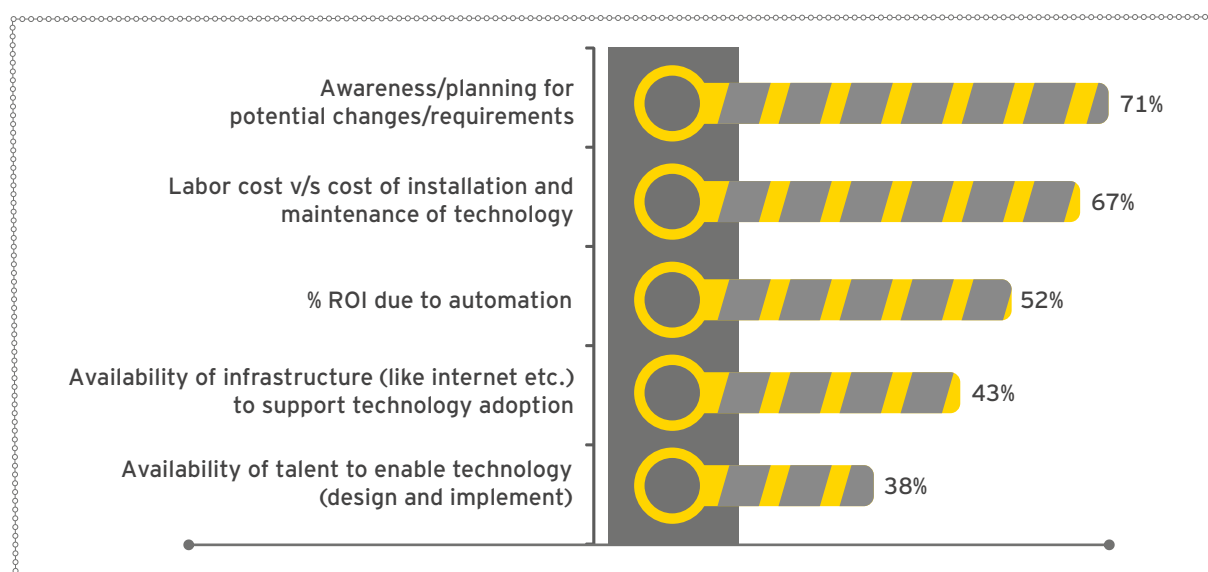 Awareness/planning for
potential changes/requirements
71%
Labor cost v/s cost of installation and
maintenance of technology
67%
% ROI due to automation
52%
Availability of infrastructure (like internet etc.)
to support technology adoption
43%
Availability of talent to enable technology
(design and implement)
38%